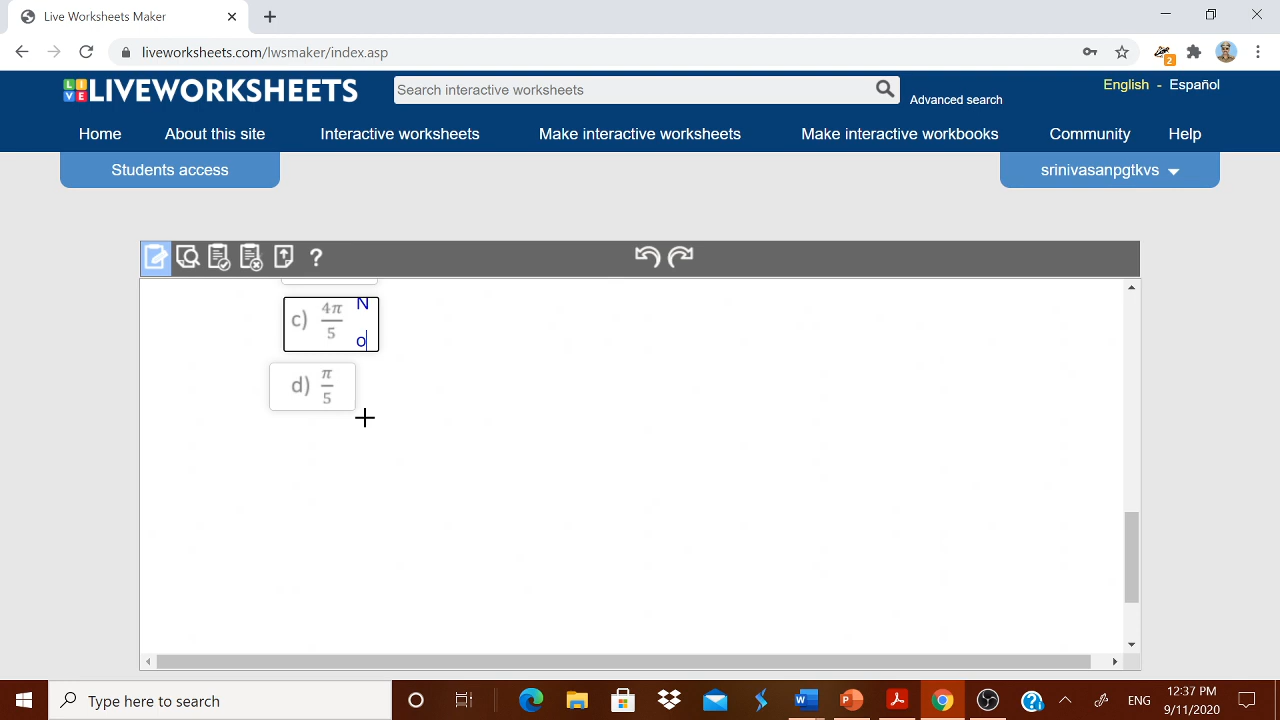 Live Worksheets Maker
liveworksheets.com/lwsmaker/index.asp
2
LIVE LIVEWORKSHEETS
Search interactive worksheets
Advanced search
English - Español
Home About this site Interactive worksheets Make interactive worksheets Make interactive workbooks Community Help
Students access
srinivasanpgtkvs
?
c) 4π/5 N
o
d) π/5
Type here to search
ENG
12:37 PM
9/11/2020